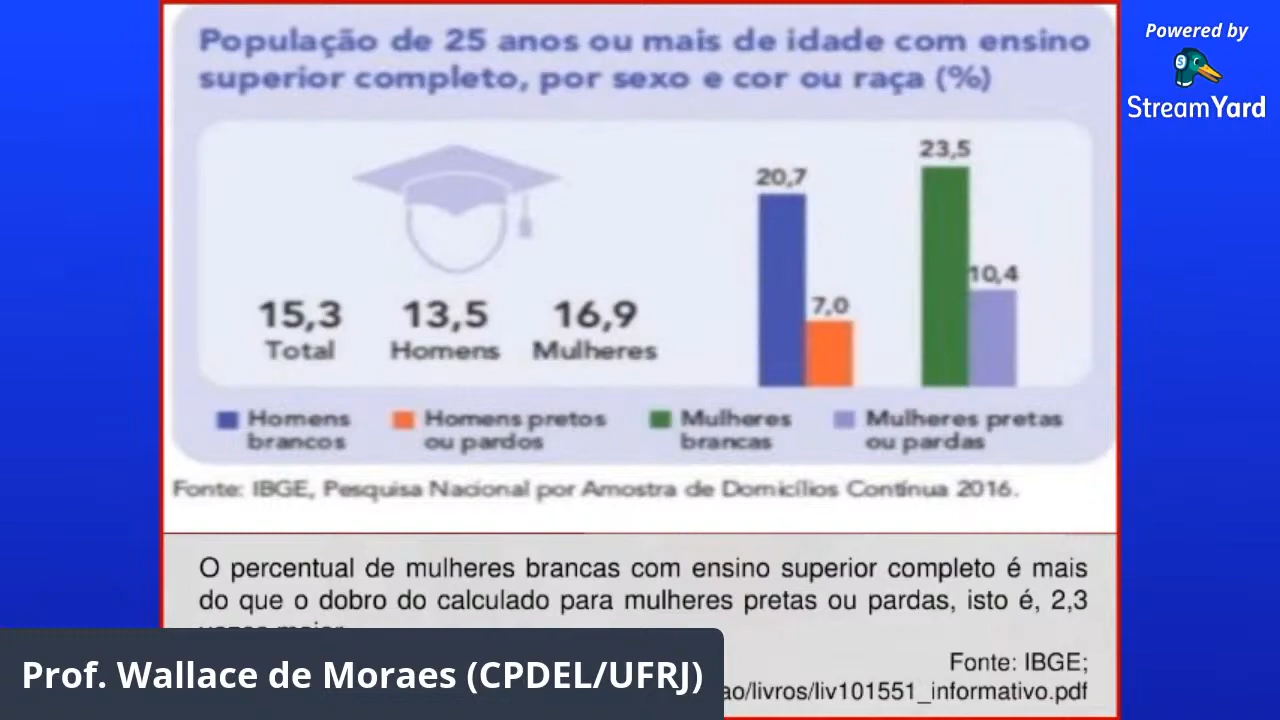 População de 25 anos ou mais de idade com ensino
superior completo, por sexo e cor ou raça (%)
Powered by
StreamYard
20,7
7,0
23,5
10,4
15,3
Total
13,5
Homens
16,9
Mulheres
Homens
brancos
Homens pretos
ou pardos
Mulheres
brancas
Mulheres pretas
ou pardas
Fonte: IBGE, Pesquisa Nacional por Amostra de Domicílios Contínua 2016.
O percentual de mulheres brancas com ensino superior completo é mais
do que o dobro do calculado para mulheres pretas ou pardas, isto é, 2,3
Fonte: IBGE;
ao/livros/liv101551_informativo.pdf
Prof. Wallace de Moraes (CPDEL/UFRJ)